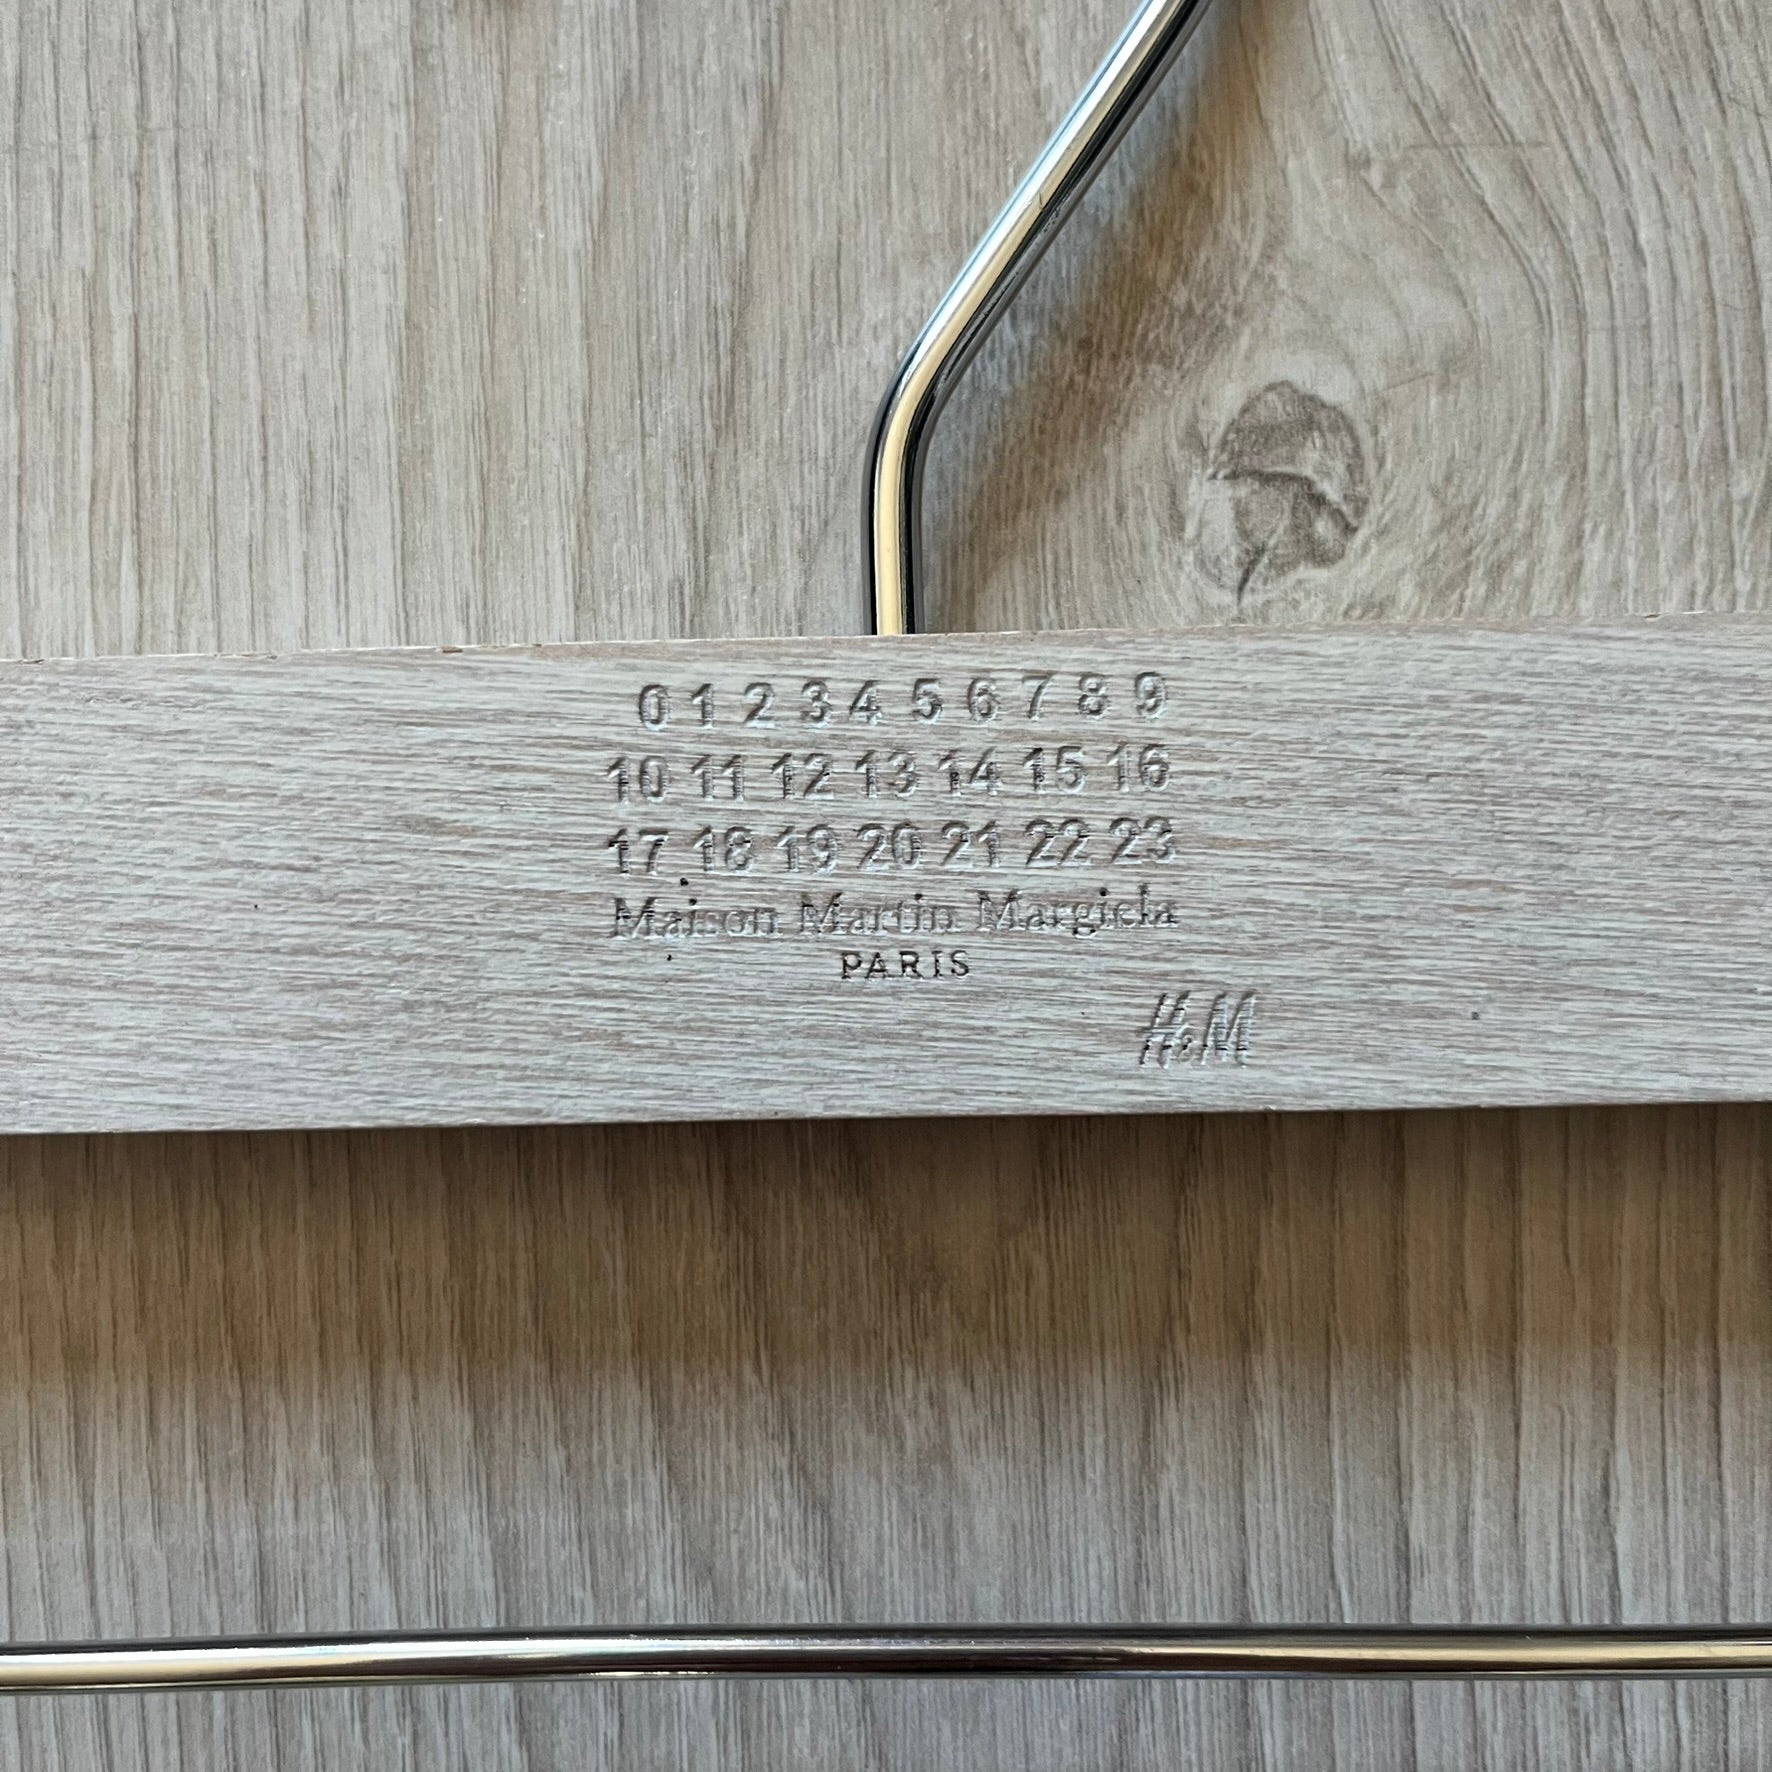 0 1 2 3 4 5 6 7 8 9
10 11 12 13 14 15 16
17 18 19 20 21 22 23
Maison Martin Margiela
PARIS
H&M